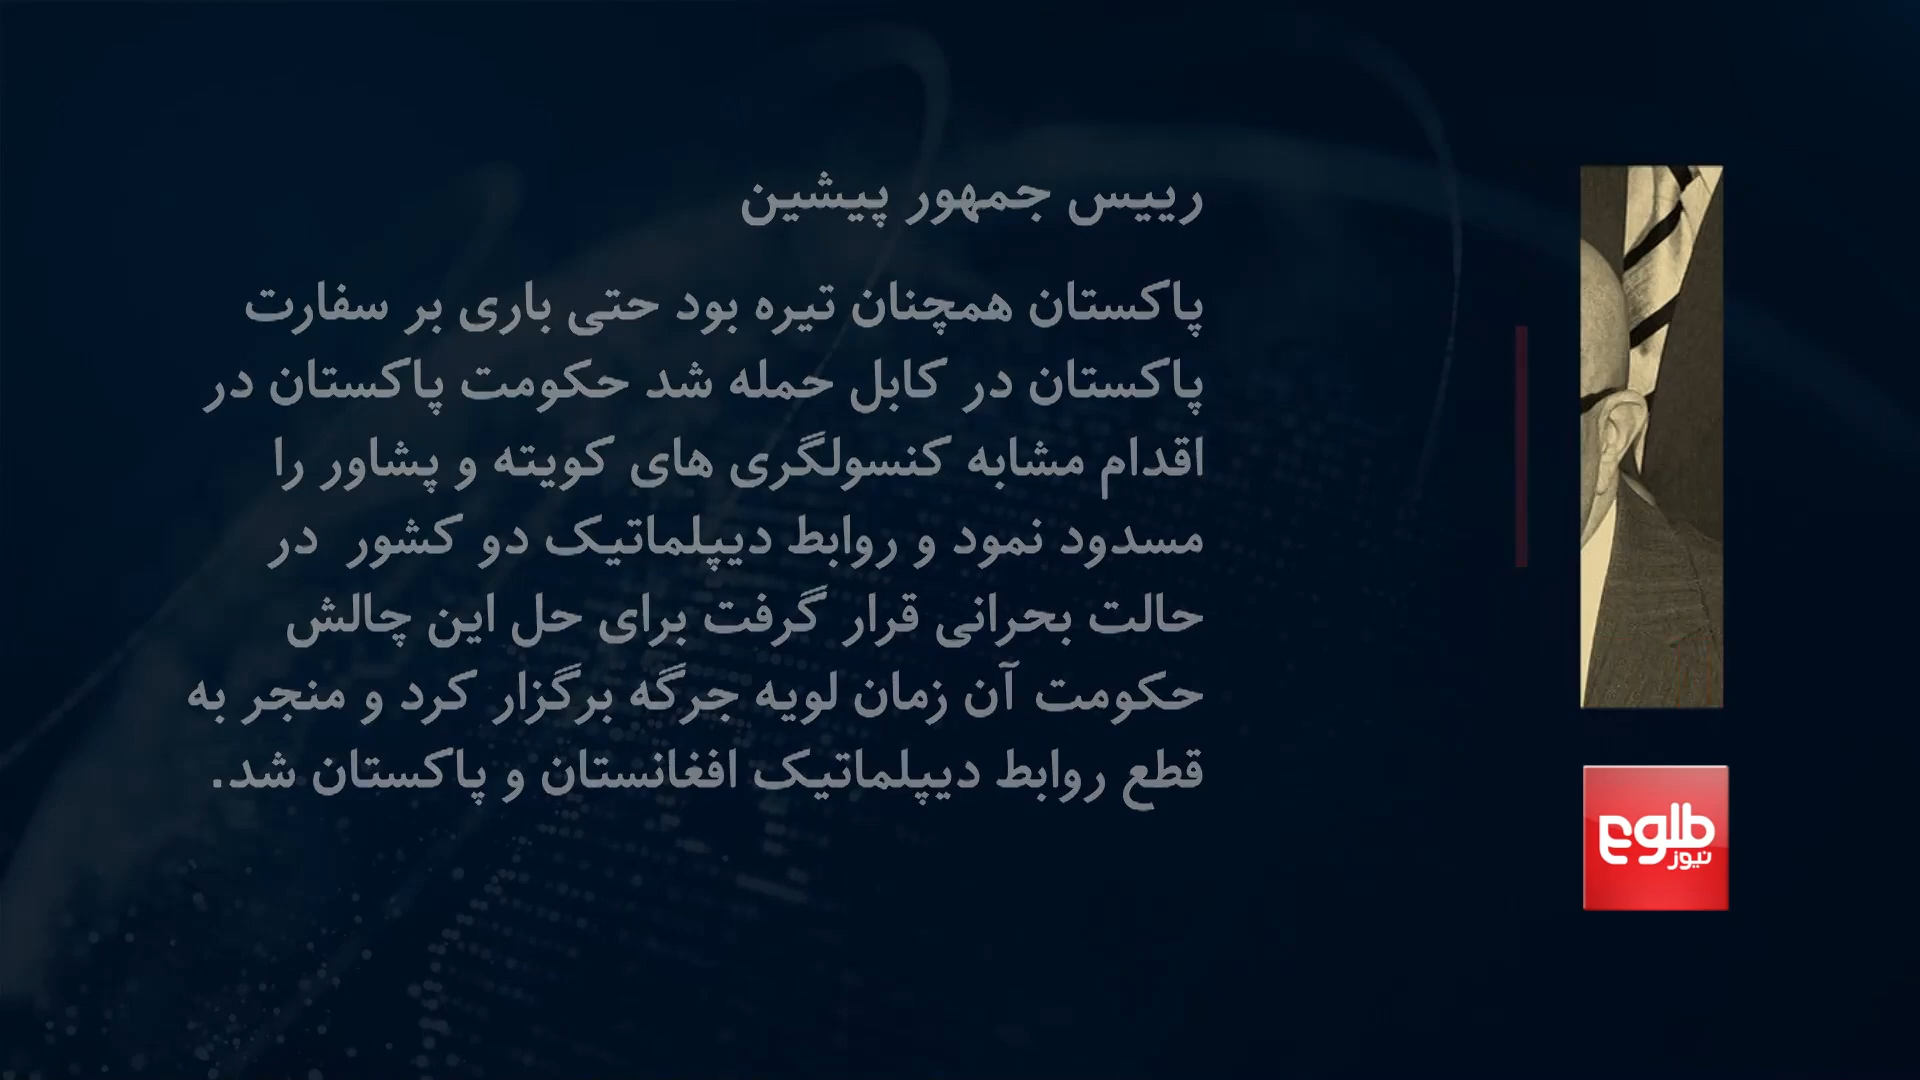 رییس جمهور پیشین
پاکستان همچنان تیره بود حتی باری بر سفارت
پاکستان در کابل حمله شد حکومت پاکستان در
اقدام مشابه کنسولگری های کویته و پشاور را
مسدود نمود و روابط دیپلماتیک دو کشور در
حالت بحرانی قرار گرفت برای حل این چالش
حکومت آن زمان لویه جرگه برگزار کرد و منجر به
قطع روابط دیپلماتیک افغانستان و پاکستان شد.
طلوع
نیوز